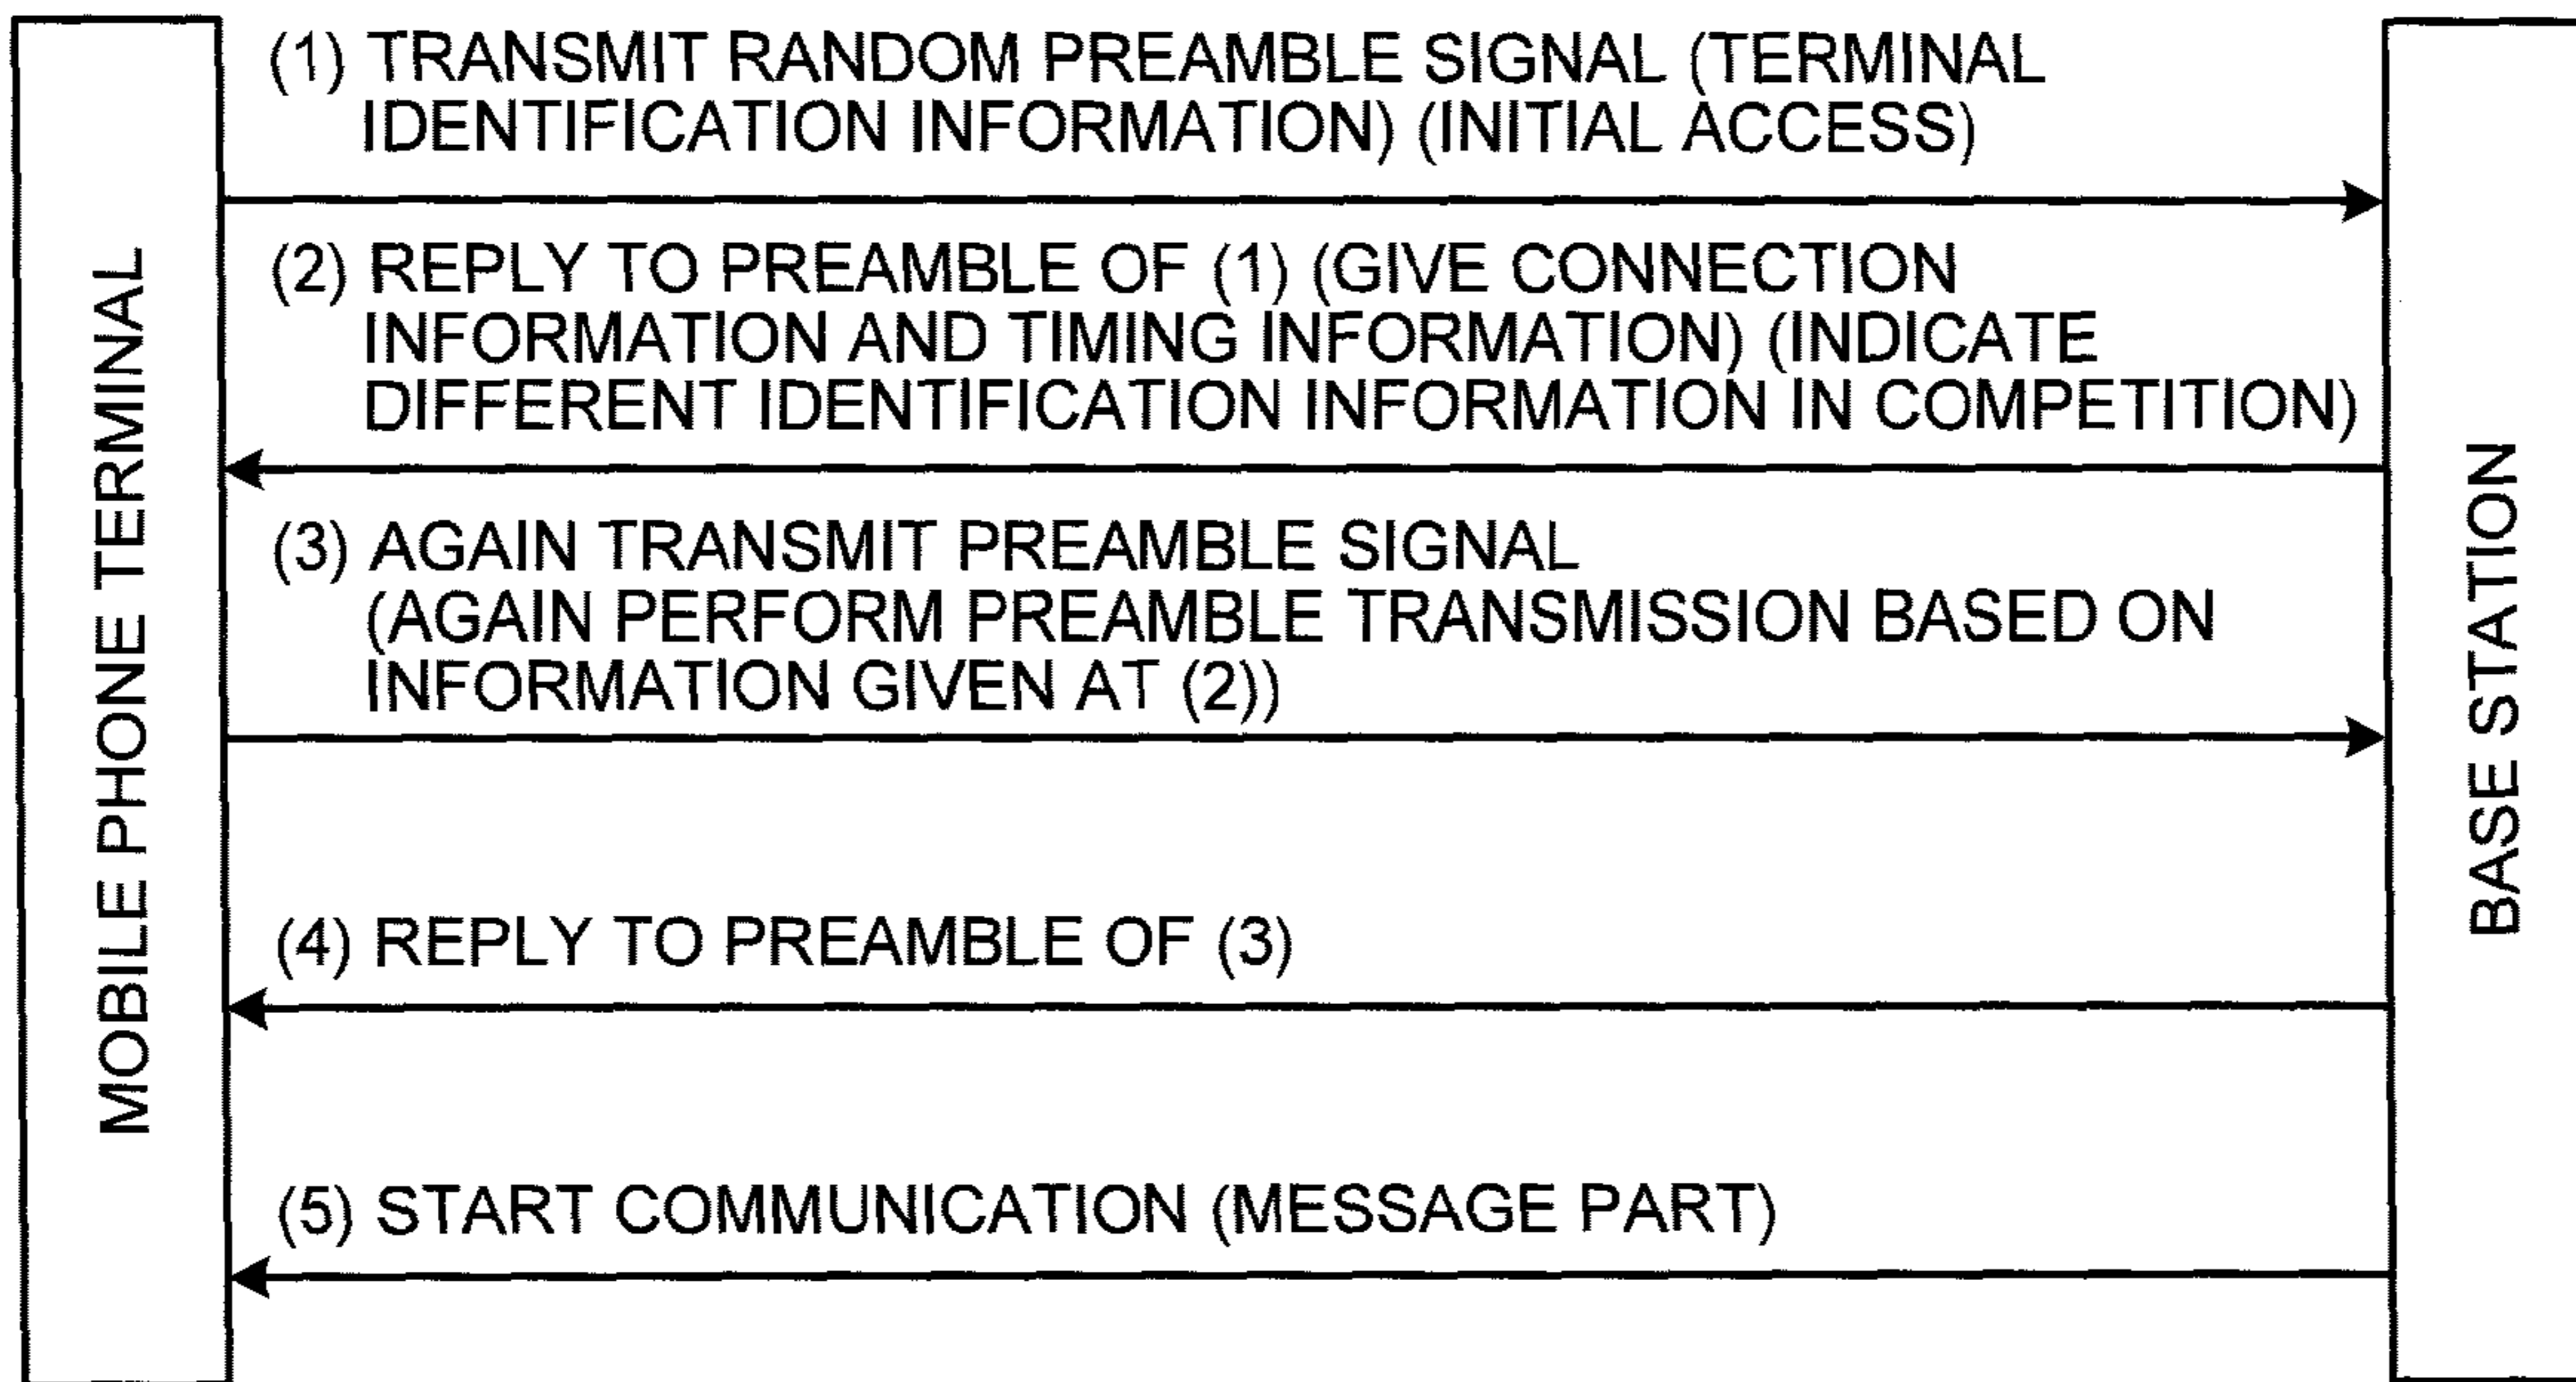 MOBILE PHONE TERMINAL
(1) TRANSMIT RANDOM PREAMBLE SIGNAL (TERMINAL
IDENTIFICATION INFORMATION) (INITIAL ACCESS)
(2) REPLY TO PREAMBLE OF (1) (GIVE CONNECTION
INFORMATION AND TIMING INFORMATION) (INDICATE
DIFFERENT IDENTIFICATION INFORMATION IN COMPETITION)
(3) AGAIN TRANSMIT PREAMBLE SIGNAL
(AGAIN PERFORM PREAMBLE TRANSMISSION BASED ON
INFORMATION GIVEN AT (2))
(4) REPLY TO PREAMBLE OF (3)
(5) START COMMUNICATION (MESSAGE PART)
BASE STATION